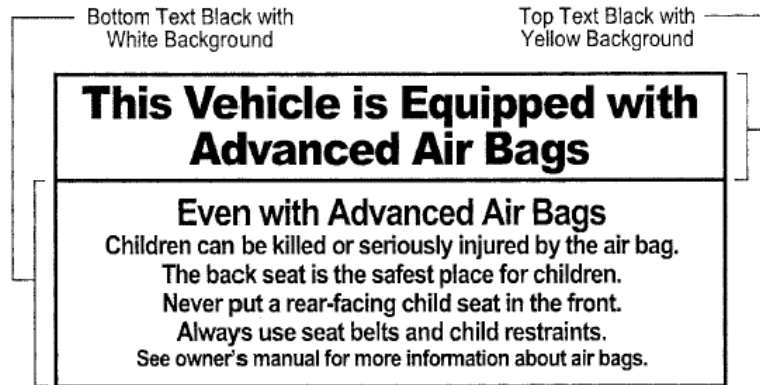 Bottom Text Black with
White Background
Top Text Black with
Yellow Background
This Vehicle is Equipped with
Advanced Air Bags
Even with Advanced Air Bags
Children can be killed or seriously injured by the air bag.
The back seat is the safest place for children.
Never put a rear-facing child seat in the front.
Always use seat belts and child restraints.
See owner's manual for more information about air bags.